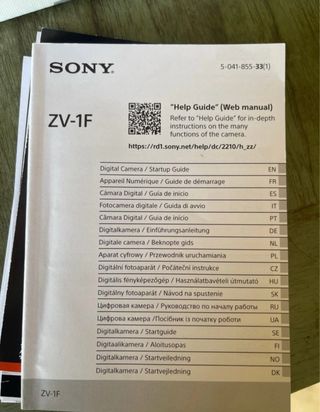 SONY®
5-041-855-33(1)
ZV-1F
"Help Guide" (Web manual)
Refer to "Help Guide" for in-depth
instructions on the many
functions of the camera.
https://rd1.sony.net/help/dc/2210/h_zz/
Digital Camera / Startup Guide EN
Appareil Numérique / Guide de démarrage FR
Cámara Digital / Guía de inicio ES
Fotocamera digitale / Guida di avvio IT
Câmara Digital / Guia de início PT
Digitalkamera / Einführungsanleitung DE
Digitale camera / Beknopte gids NL
Aparat cyfrowy / Przewodnik uruchamiania PL
Digitální fotoaparát / Počáteční instrukce CZ
Digitális fényképezőgép / Használatbavételi útmutató HU
Digitálny fotoaparát / Návod na spustenie SK
Цифровая камера / Руководство по началу работы RU
Цифрова камера /Посібник із початку роботи UA
Digitalkamera / Startguide SE
Digitaalikamera / Aloitusopas FI
Digitalkamera / Startveiledning NO
Digitalkamera / Startvejledning DK
ZV-1F